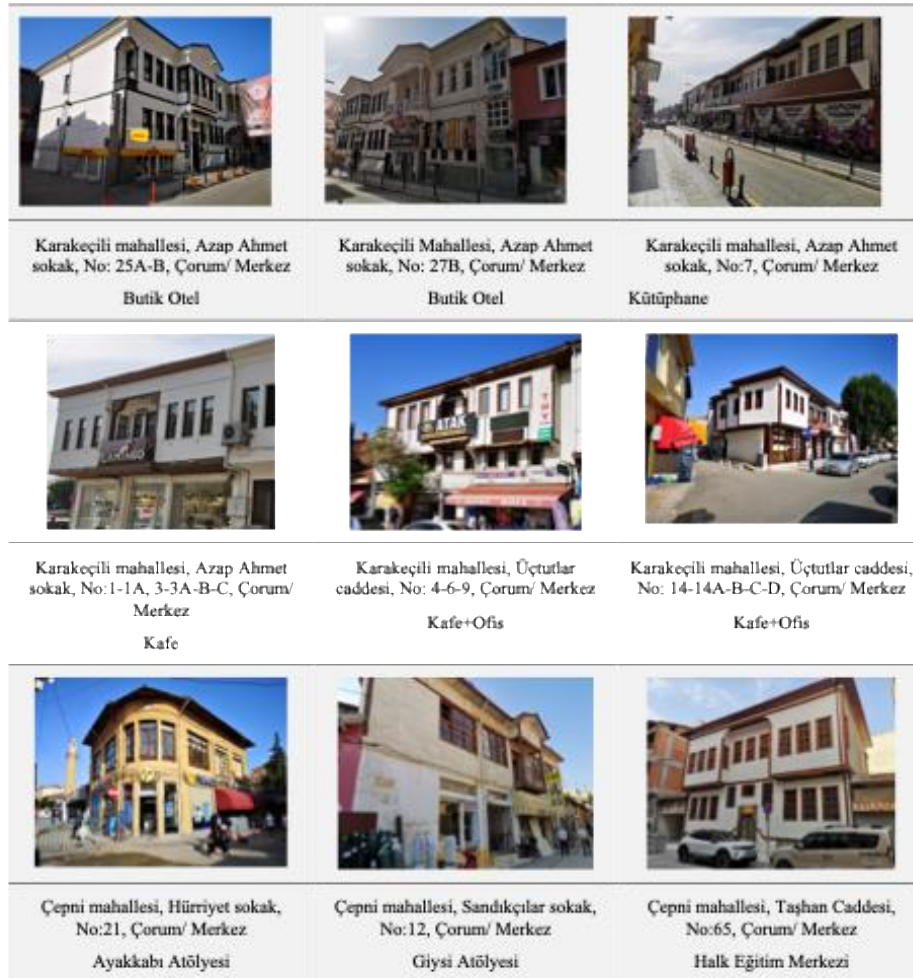 Karakeçili mahallesi, Azap Ahmet
sokak, No: 25A-B, Çorum/ Merkez
Butik Otel
Karakeçili Mahallesi, Azap Ahmet
sokak, No: 27B, Çorum/ Merkez
Butik Otel
Karakeçili mahallesi, Azap Ahmet
sokak, No:7, Çorum/ Merkez
Kütüphane
ATAK
Karakeçili mahallesi, Azap Ahmet
sokak, No:1-1A, 3-3A-B-C, Çorum/
Merkez
Kafe
Karakeçili mahallesi, Üçtutlar
caddesi, No: 4-6-9, Çorum/ Merkez
Kafe+Ofis
Karakeçili mahallesi, Üçtutlar caddesi,
No: 14-14A-B-C-D, Çorum/ Merkez
Kafe+Ofis
Çepni mahallesi, Hürriyet sokak,
No:21, Çorum/ Merkez
Ayakkabı Atölyesi
Çepni mahallesi, Sandıkçılar sokak,
No:12, Çorum/ Merkez
Giysi Atölyesi
Çepni mahallesi, Taşhan Caddesi,
No:65, Çorum/ Merkez
Halk Eğitim Merkezi